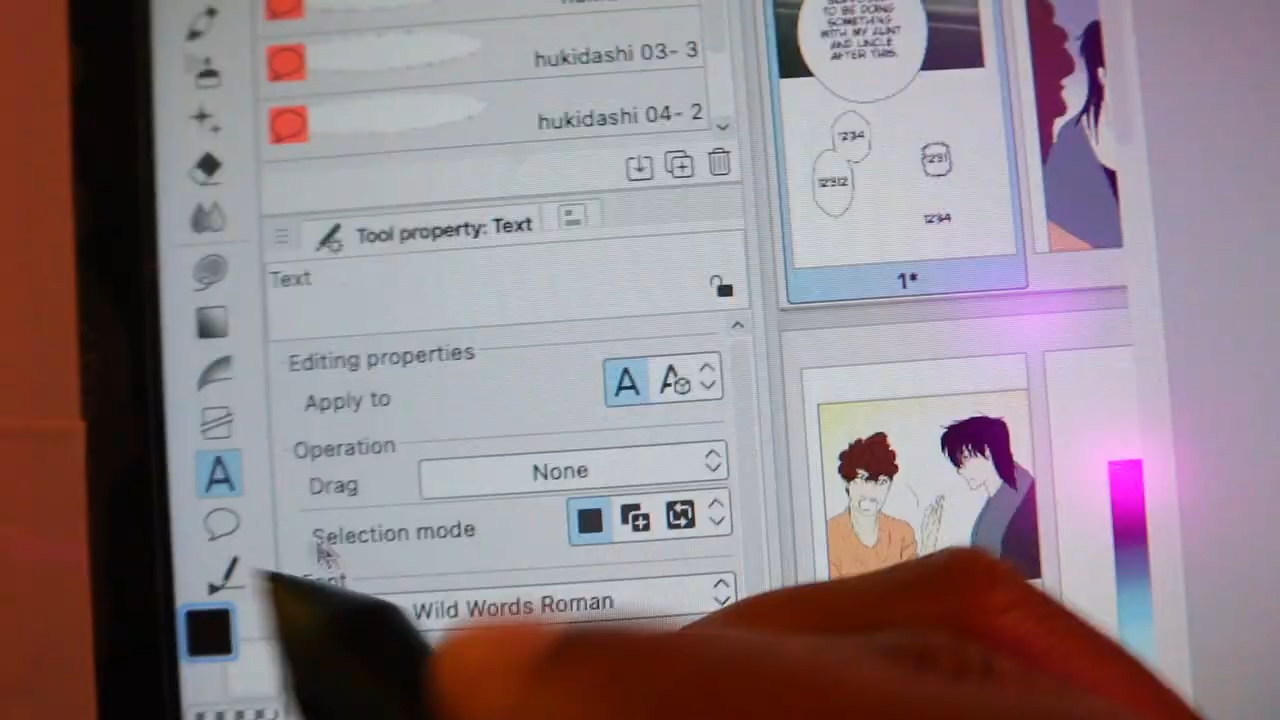 hukidashi 03- 3
hukidashi 04- 2
Tool property: Text
Text
Editing properties
Apply to
Operation
Drag
None
Selection mode
Font
Wild Words Roman
TO BE DOING
SOMETHING
WITH MY AUNT
AND UNCLE
AFTER THIS.
1234
12312
1231
1234
1*